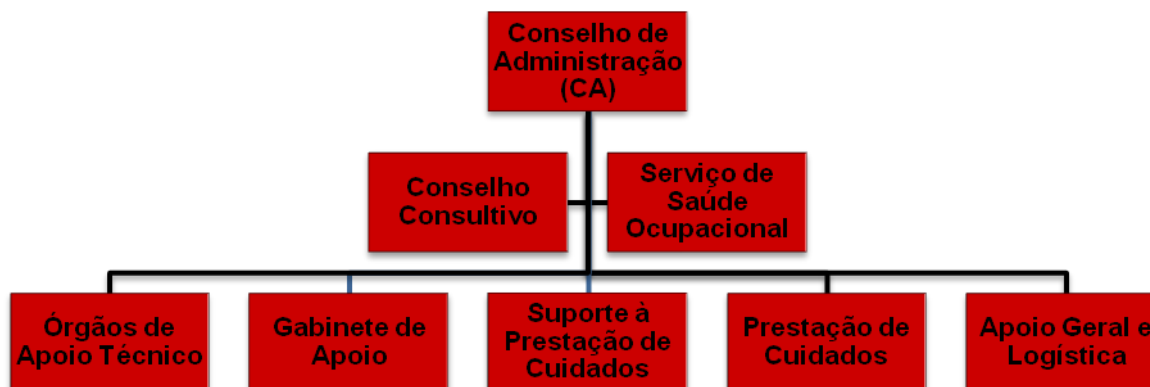 Conselho de
Administração
(CA)
Conselho
Consultivo
Serviço de
Saúde
Ocupacional
Órgãos de
Apoio Técnico
Gabinete de
Apoio
Suporte à
Prestação de
Cuidados
Prestação de
Cuidados
Apoio Geral e
Logística